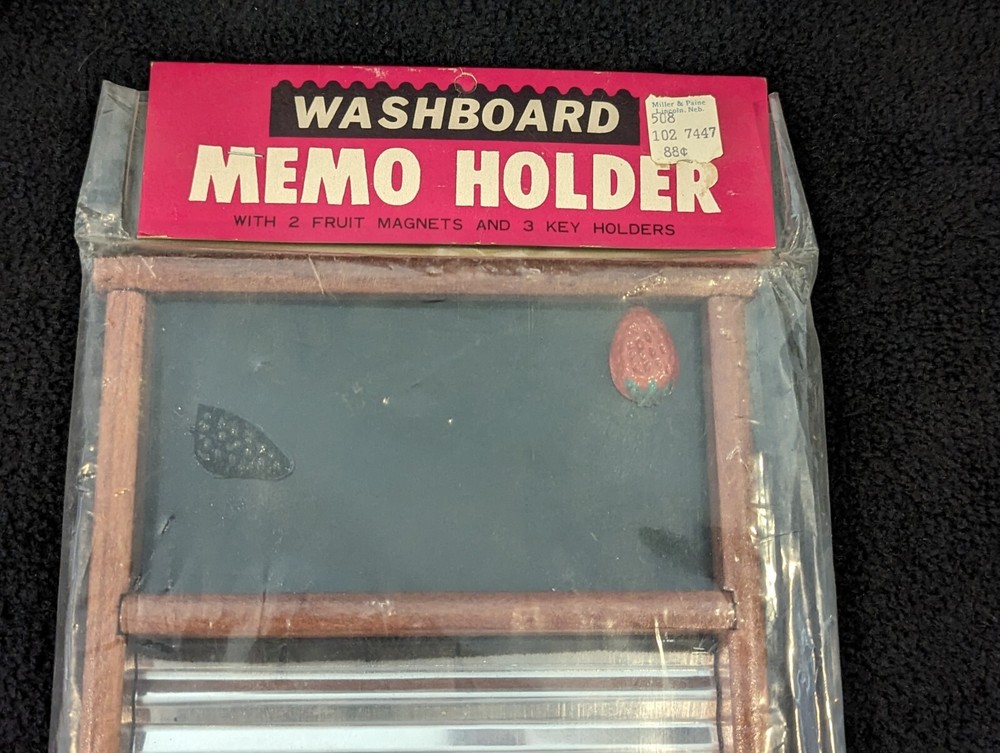 WASHBOARD
MEMO HOLDER
WITH 2 FRUIT MAGNETS AND 3 KEY HOLDERS
Miller & Paine
Lincoln, Neb.
508
102 7447
88¢